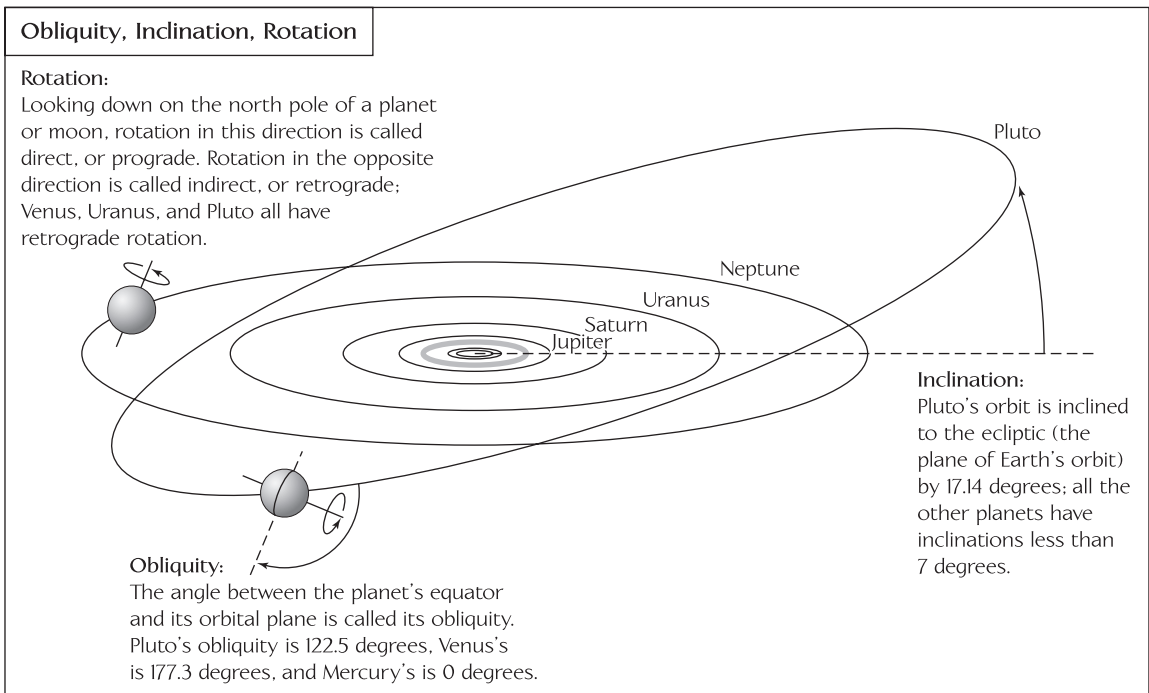 Obliquity, Inclination, Rotation
Rotation:
Looking down on the north pole of a planet
or moon, rotation in this direction is called
direct, or prograde. Rotation in the opposite
direction is called indirect, or retrograde;
Venus, Uranus, and Pluto all have
retrograde rotation.
Pluto
Neptune
Uranus
Saturn
Jupiter
Inclination:
Pluto’s orbit is inclined
to the ecliptic (the
plane of Earth’s orbit)
by 17.14 degrees; all the
other planets have
inclinations less than
7 degrees.
Obliquity:
The angle between the planet’s equator
and its orbital plane is called its obliquity.
Pluto’s obliquity is 122.5 degrees, Venus’s
is 177.3 degrees, and Mercury’s is 0 degrees.